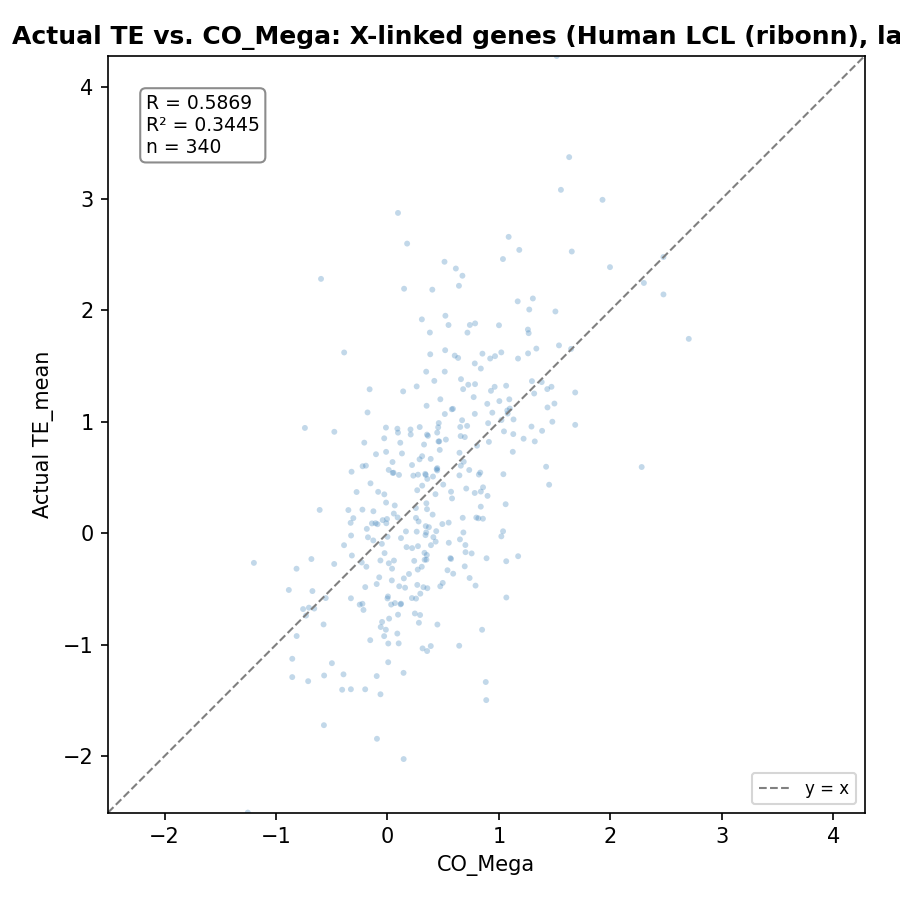 Actual TE vs. CO_Mega: X-linked genes (Human LCL (ribonn), la
R = 0.5869
R² = 0.3445
n = 340
4
3
2
1
0
−1
−2
Actual TE_mean
y = x
−2 −1 0 1 2 3 4
CO_Mega